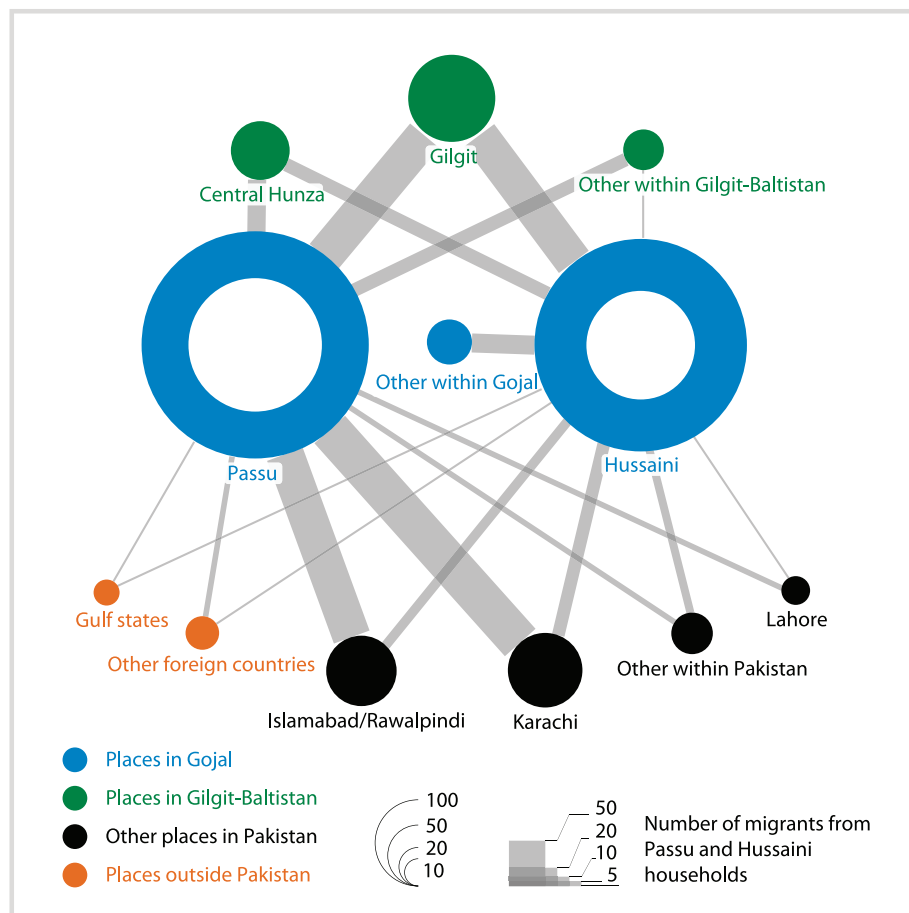 Gilgit
Central Hunza
Other within Gilgit-Baltistan
Other within Gojal
Passu
Hussaini
Gulf states
Lahore
Other foreign countries
Other within Pakistan
Islamabad/Rawalpindi
Karachi
Places in Gojal
Places in Gilgit-Baltistan
Other places in Pakistan
Places outside Pakistan
100
50
20
10
50
20
10
5
Number of migrants from
Passu and Hussaini
households